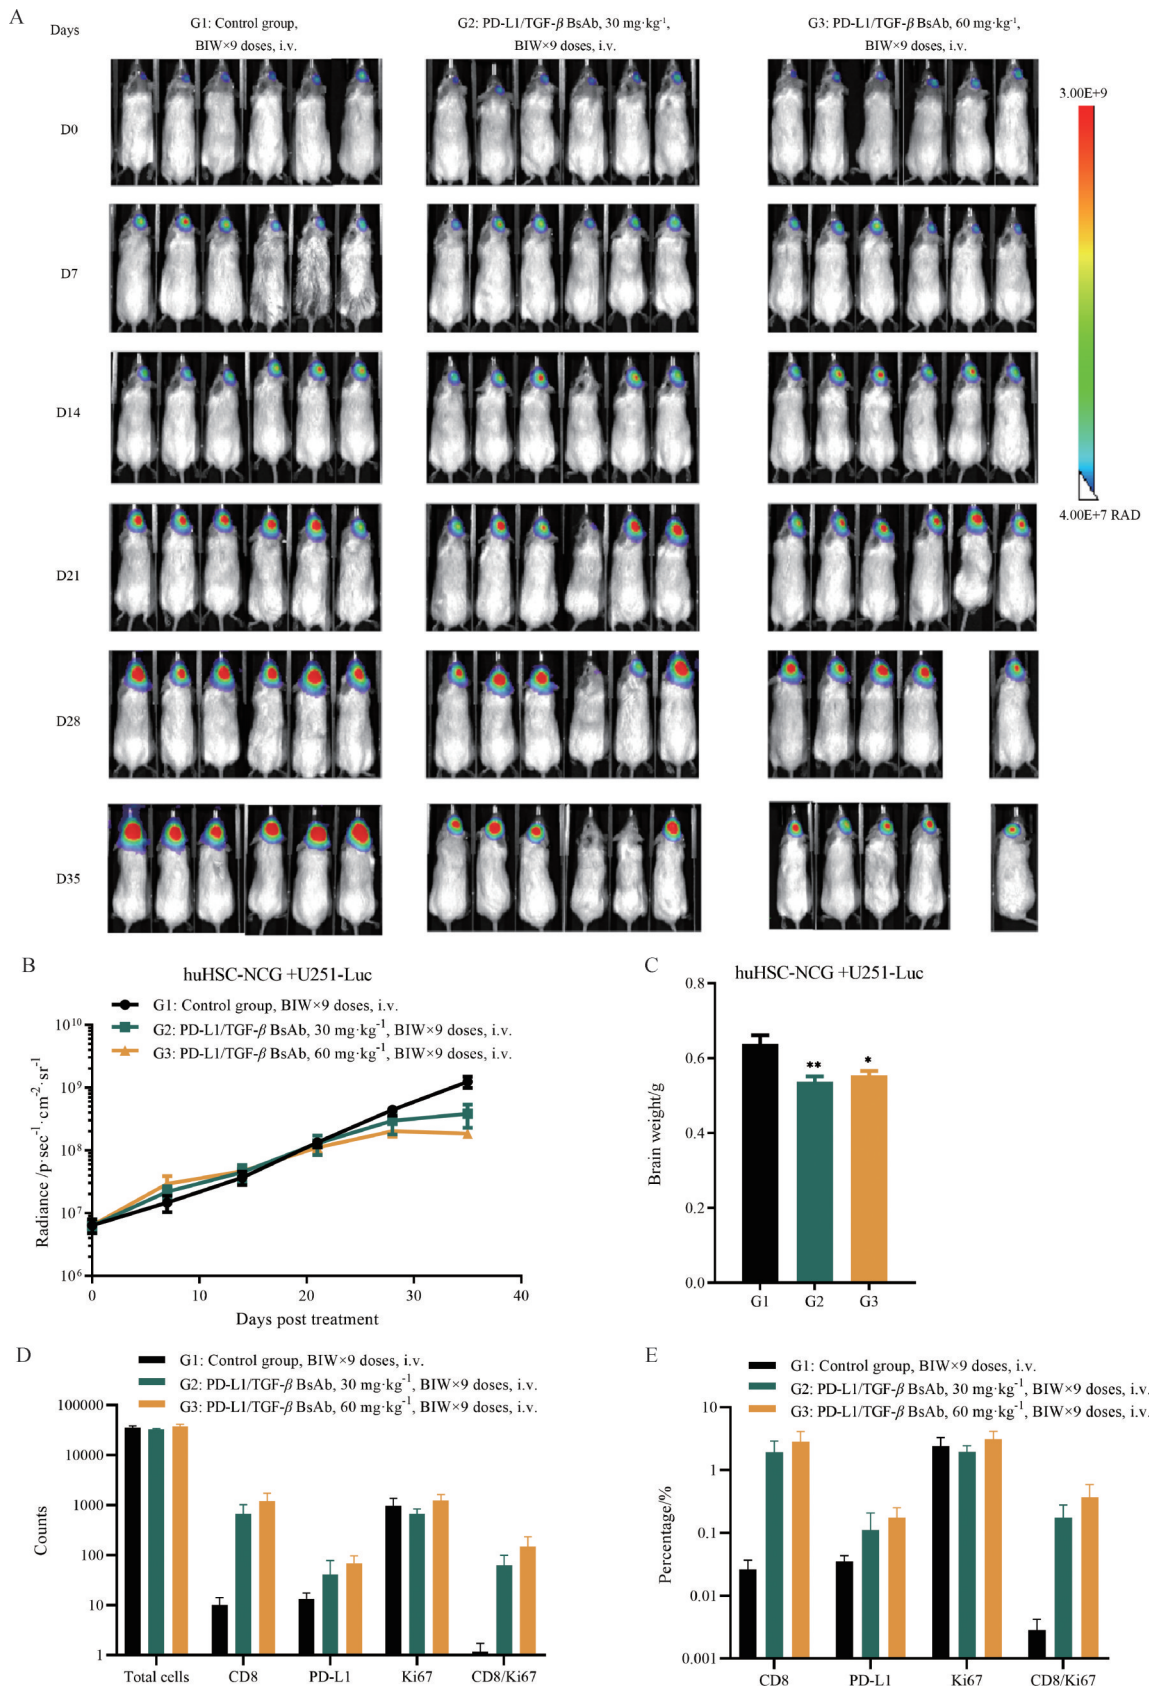 A
Days
G1: Control group,
BIW×9 doses, i.v.
G2: PD-L1/TGF-β BsAb, 30 mg·kg⁻¹,
BIW×9 doses, i.v.
G3: PD-L1/TGF-β BsAb, 60 mg·kg⁻¹,
BIW×9 doses, i.v.
D0
D7
D14
D21
D28
D35
3.00E+9
4.00E+7 RAD
B
huHSC-NCG +U251-Luc
G1: Control group, BIW×9 doses, i.v.
G2: PD-L1/TGF-β BsAb, 30 mg·kg⁻¹, BIW×9 doses, i.v.
G3: PD-L1/TGF-β BsAb, 60 mg·kg⁻¹, BIW×9 doses, i.v.
Radiance /p·sec⁻¹·cm⁻²·sr⁻¹
10¹⁰
10⁹
10⁸
10⁷
10⁶
0 10 20 30 40
Days post treatment
C
huHSC-NCG +U251-Luc
Brain weight/g
0.8
0.6
0.4
0.2
0.0
** *
G1 G2 G3
D
G1: Control group, BIW×9 doses, i.v.
G2: PD-L1/TGF-β BsAb, 30 mg·kg⁻¹, BIW×9 doses, i.v.
G3: PD-L1/TGF-β BsAb, 60 mg·kg⁻¹, BIW×9 doses, i.v.
Counts
100000
10000
1000
100
10
1
Total cells CD8 PD-L1 Ki67 CD8/Ki67
E
G1: Control group, BIW×9 doses, i.v.
G2: PD-L1/TGF-β BsAb, 30 mg·kg⁻¹, BIW×9 doses, i.v.
G3: PD-L1/TGF-β BsAb, 60 mg·kg⁻¹, BIW×9 doses, i.v.
Percentage/%
10
1
0.1
0.01
0.001
CD8 PD-L1 Ki67 CD8/Ki67